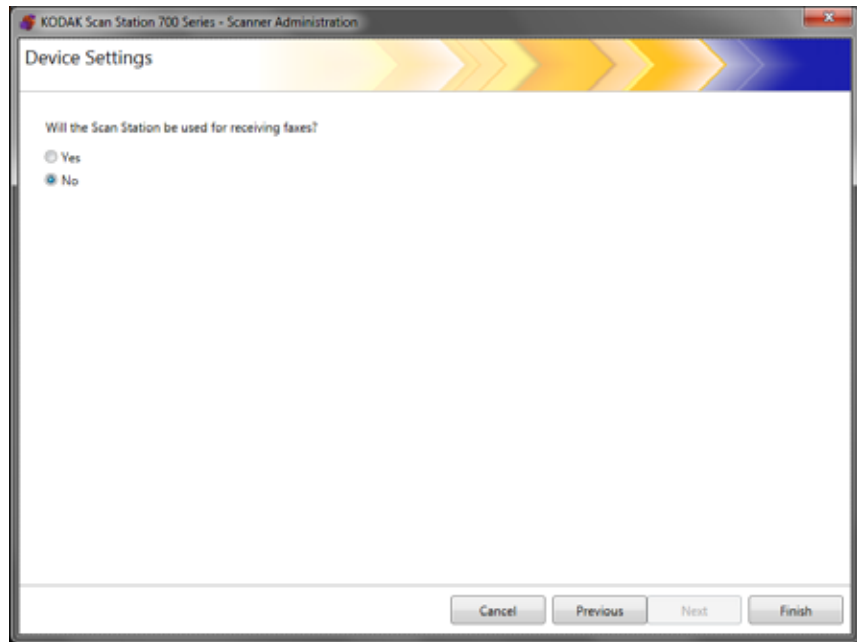 KODAK Scan Station 700 Series - Scanner Administration
Device Settings
Will the Scan Station be used for receiving faxes?
Yes
No
Cancel Previous Next Finish